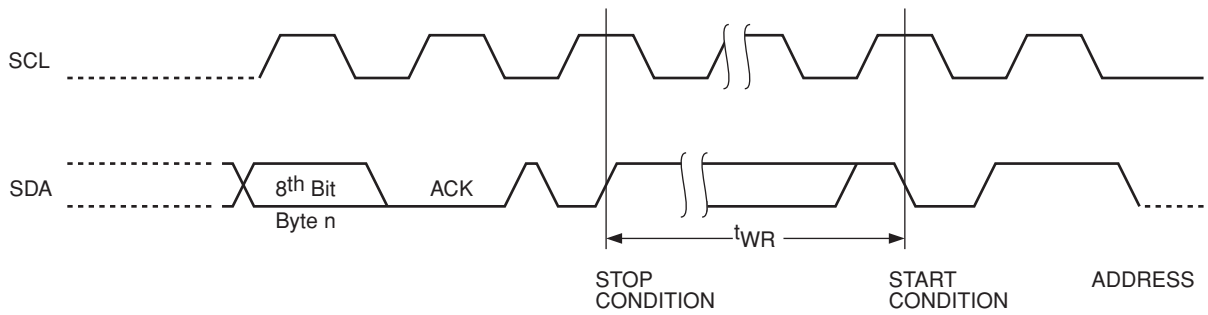 SCL
SDA
8th Bit
ACK
Byte n
tWR
STOP
CONDITION
START
CONDITION
ADDRESS